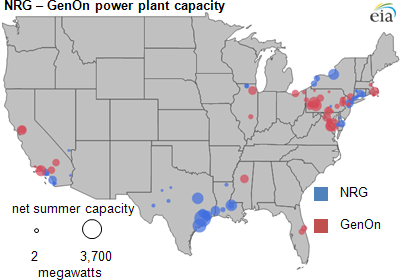 NRG – GenOn power plant capacity
eia
net summer capacity
2 3,700
megawatts
NRG
GenOn